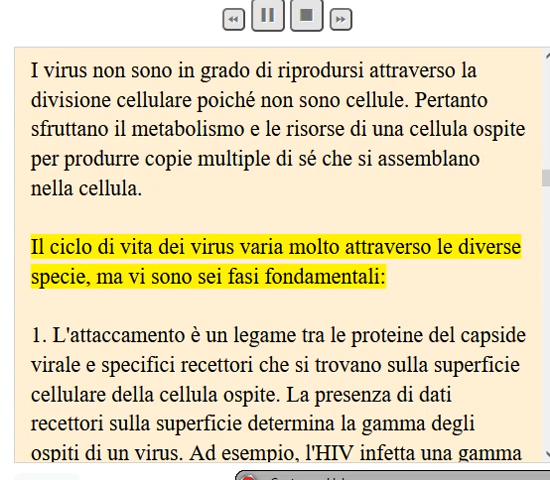 I virus non sono in grado di riprodursi attraverso la
divisione cellulare poiché non sono cellule. Pertanto
sfruttano il metabolismo e le risorse di una cellula ospite
per produrre copie multiple di sé che si assemblano
nella cellula.
Il ciclo di vita dei virus varia molto attraverso le diverse
specie, ma vi sono sei fasi fondamentali:
1. L'attaccamento è un legame tra le proteine del capside
virale e specifici recettori che si trovano sulla superficie
cellulare della cellula ospite. La presenza di dati
recettori sulla superficie determina la gamma degli
ospiti di un virus. Ad esempio, l'HIV infetta una gamma